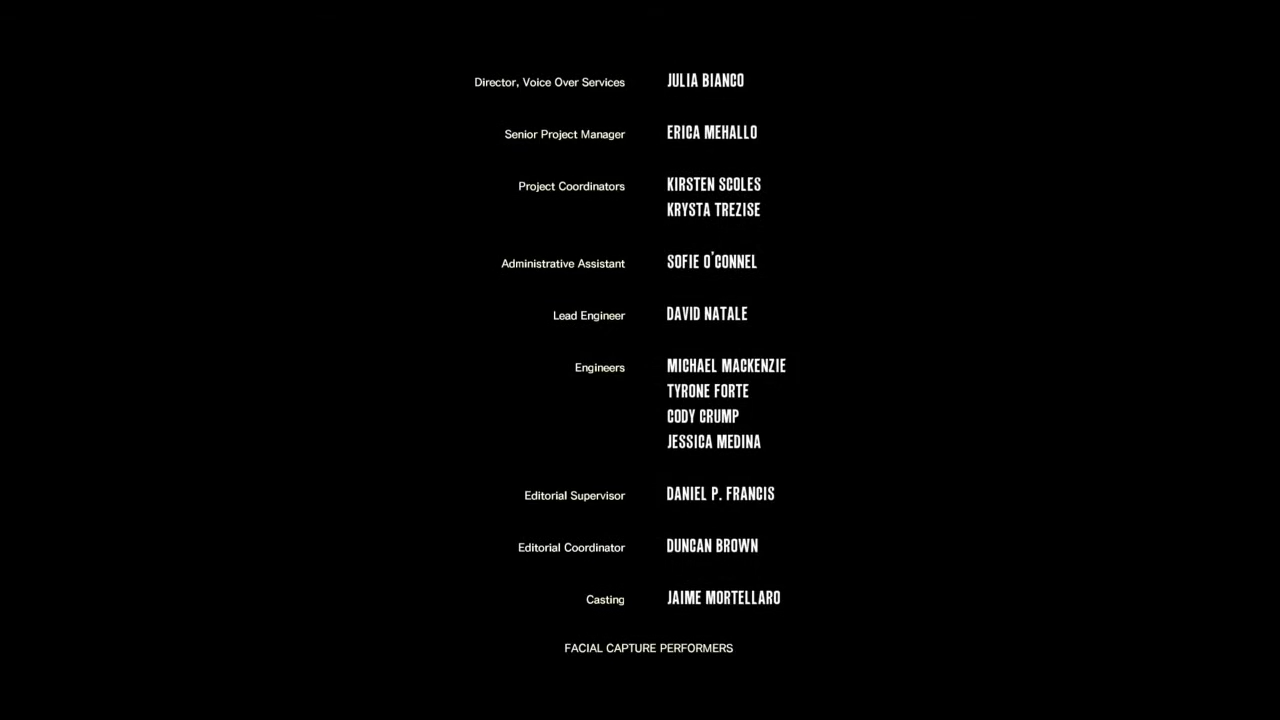 Director, Voice Over Services JULIA BIANCO
Senior Project Manager ERICA MEHALLO
Project Coordinators KIRSTEN SCOLES
KRYSTA TREZISE
Administrative Assistant SOFIE O'CONNEL
Lead Engineer DAVID NATALE
Engineers MICHAEL MACKENZIE
TYRONE FORTE
CODY CRUMP
JESSICA MEDINA
Editorial Supervisor DANIEL P. FRANCIS
Editorial Coordinator DUNCAN BROWN
Casting JAIME MORTELLARO
FACIAL CAPTURE PERFORMERS